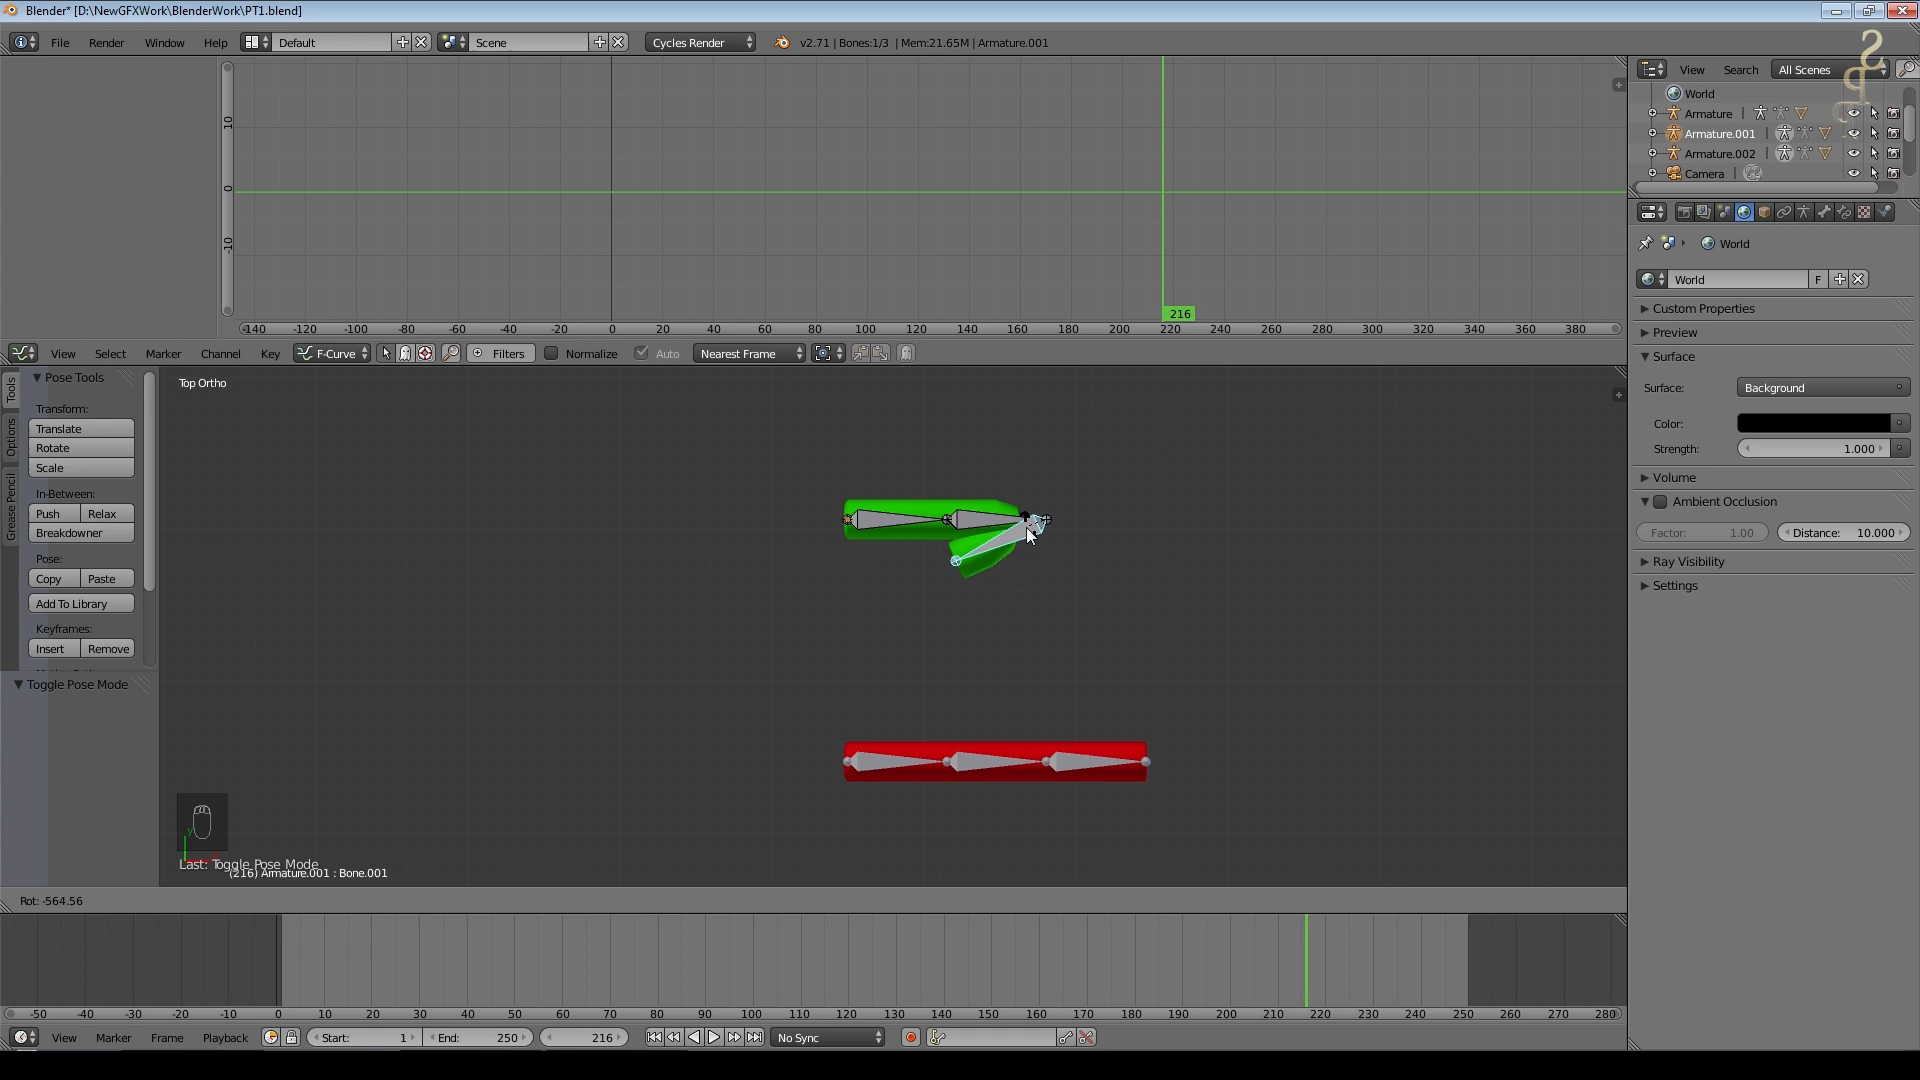 Blender* [D:\NewGFXWork\BlenderWork\PT1.blend]
File Render Window Help Default Scene Cycles Render v2.71 | Bones:1/3 | Mem:21.65M | Armature.001
View Search All Scenes
World
Armature
Armature.001
Armature.002
Camera
10
0
-10
216
-140 -120 -100 -80 -60 -40 -20 0 20 40 60 80 100 120 140 160 180 200 220 240 260 280 300 320 340 360 380
View Select Marker Channel Key F-Curve Filters Normalize Auto Nearest Frame
Tools
Options
Grease Pencil
Pose Tools
Transform:
Translate
Rotate
Scale
In-Between:
Push Relax
Breakdowner
Pose:
Copy Paste
Add To Library
Keyframes:
Insert Remove
Toggle Pose Mode
Top Ortho
y
Last: Toggle Pose Mode
(216) Armature.001 : Bone.001
World
World F
Custom Properties
Preview
Surface
Surface: Background
Color:
Strength: 1.000
Volume
Ambient Occlusion
Factor: 1.00 Distance: 10.000
Ray Visibility
Settings
Rot: -564.56
-50 -40 -30 -20 -10 0 10 20 30 40 50 60 70 80 90 100 110 120 130 140 150 160 170 180 190 200 210 220 230 240 250 260 270 280
View Marker Frame Playback Start: 1 End: 250 216 No Sync